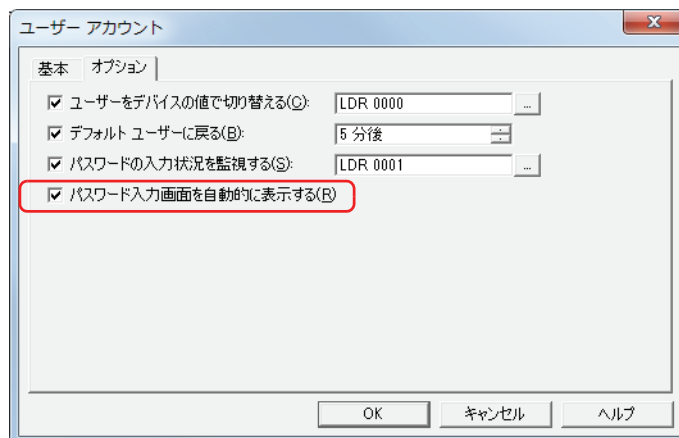 ユーザー アカウント
基本 オプション
ユーザーをデバイスの値で切り替える(C): LDR 0000 ...
デフォルト ユーザーに戻る(B): 5 分後
パスワードの入力状況を監視する(S): LDR 0001 ...
パスワード入力画面を自動的に表示する(R)
OK キャンセル ヘルプ